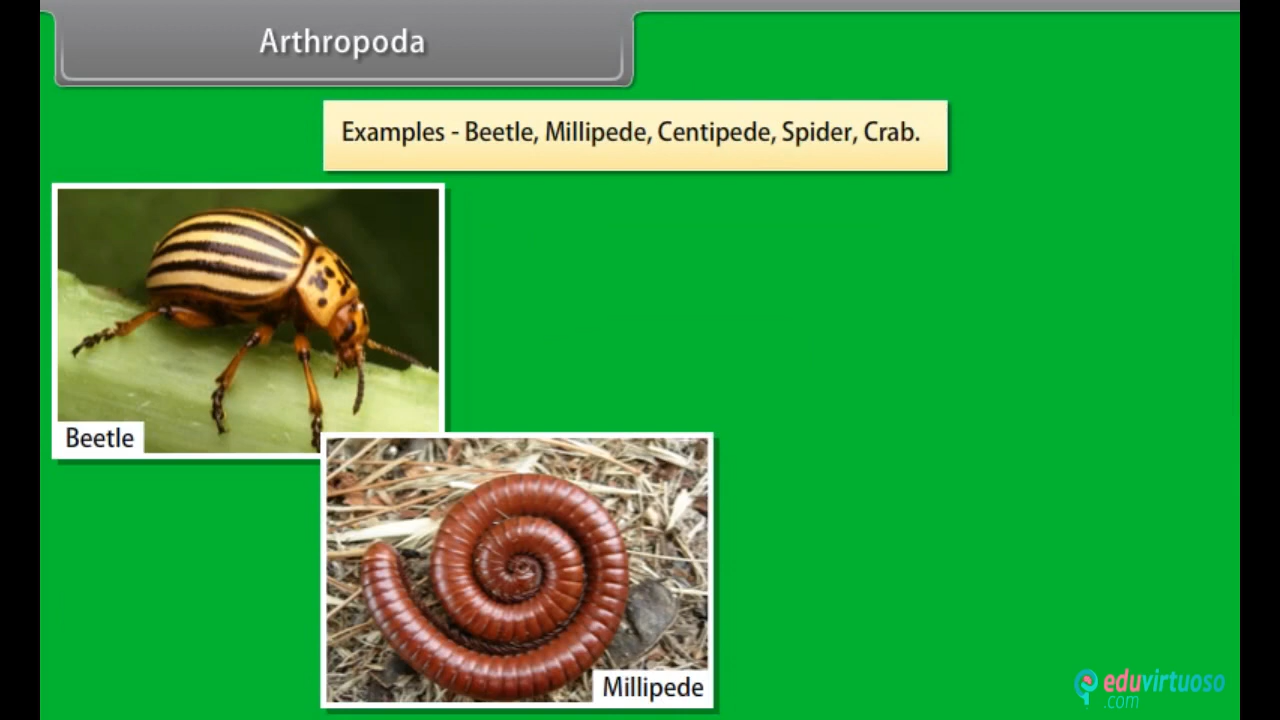 Arthropoda
Examples - Beetle, Millipede, Centipede, Spider, Crab.
Beetle
Millipede
eduvirtuoso
.com